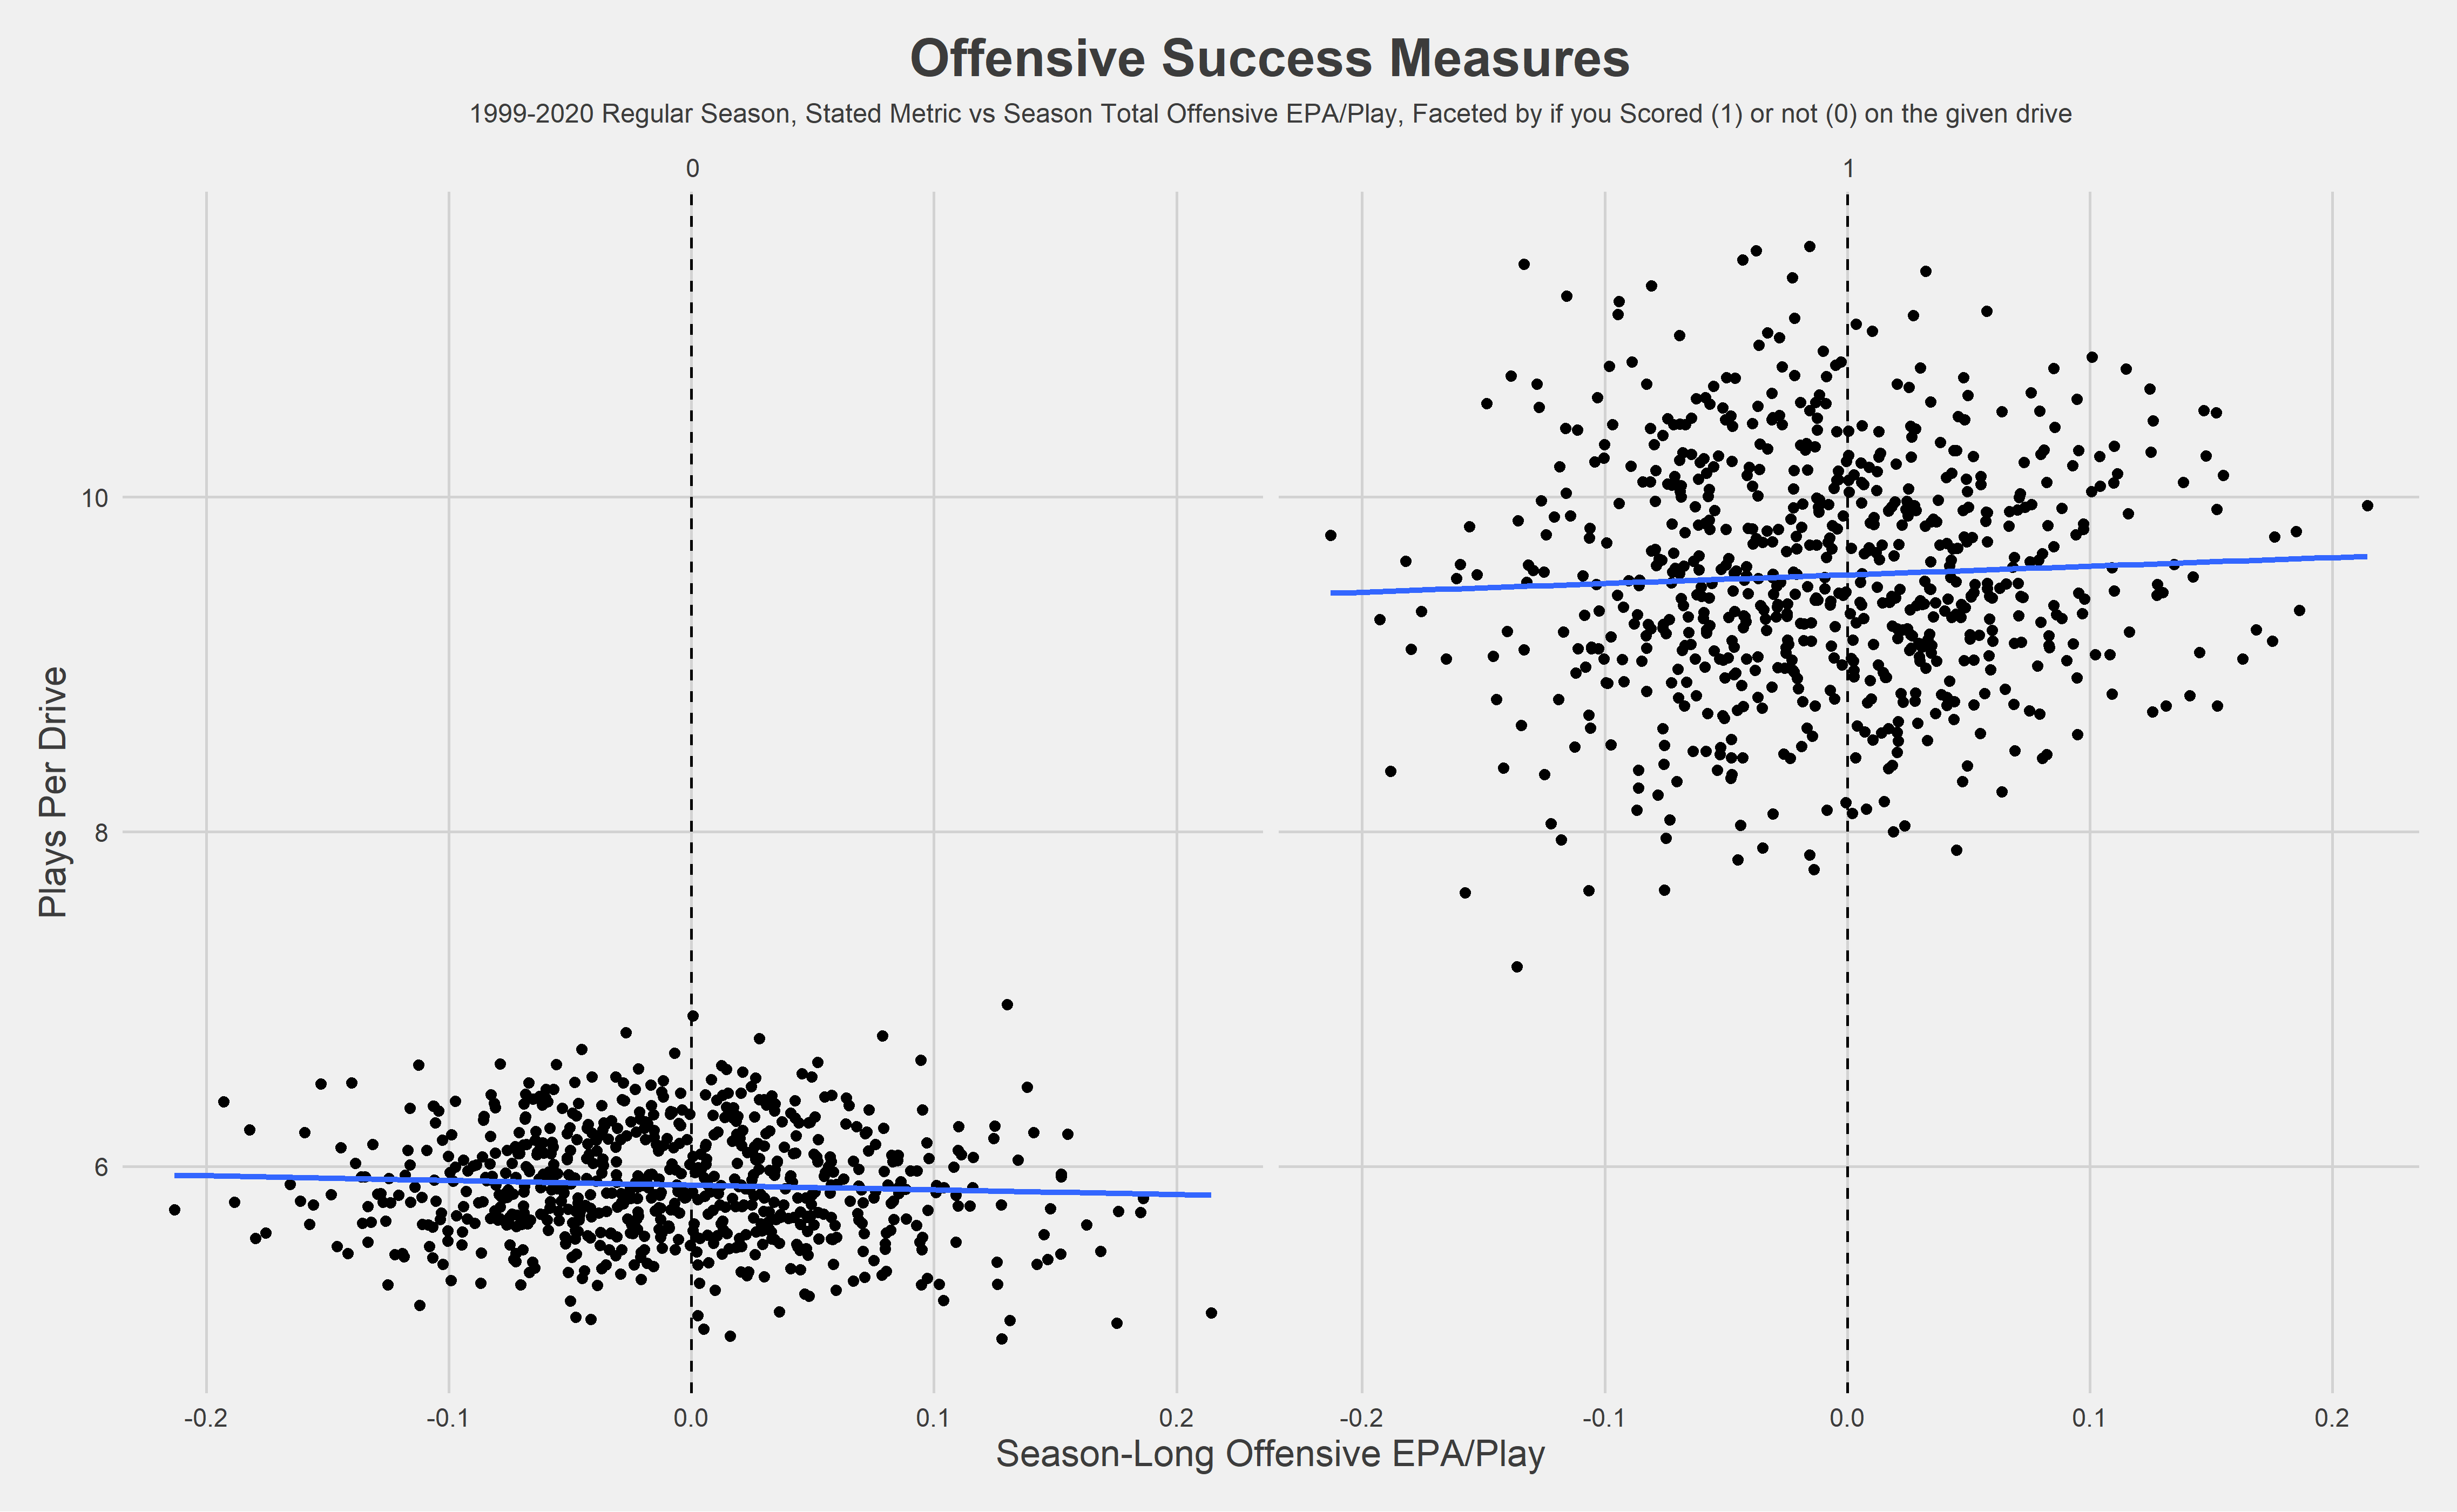 Offensive Success Measures
1999-2020 Regular Season, Stated Metric vs Season Total Offensive EPA/Play, Faceted by if you Scored (1) or not (0) on the given drive
0 1
Plays Per Drive
10
8
6
-0.2 -0.1 0.0 0.1 0.2 -0.2 -0.1 0.0 0.1 0.2
Season-Long Offensive EPA/Play